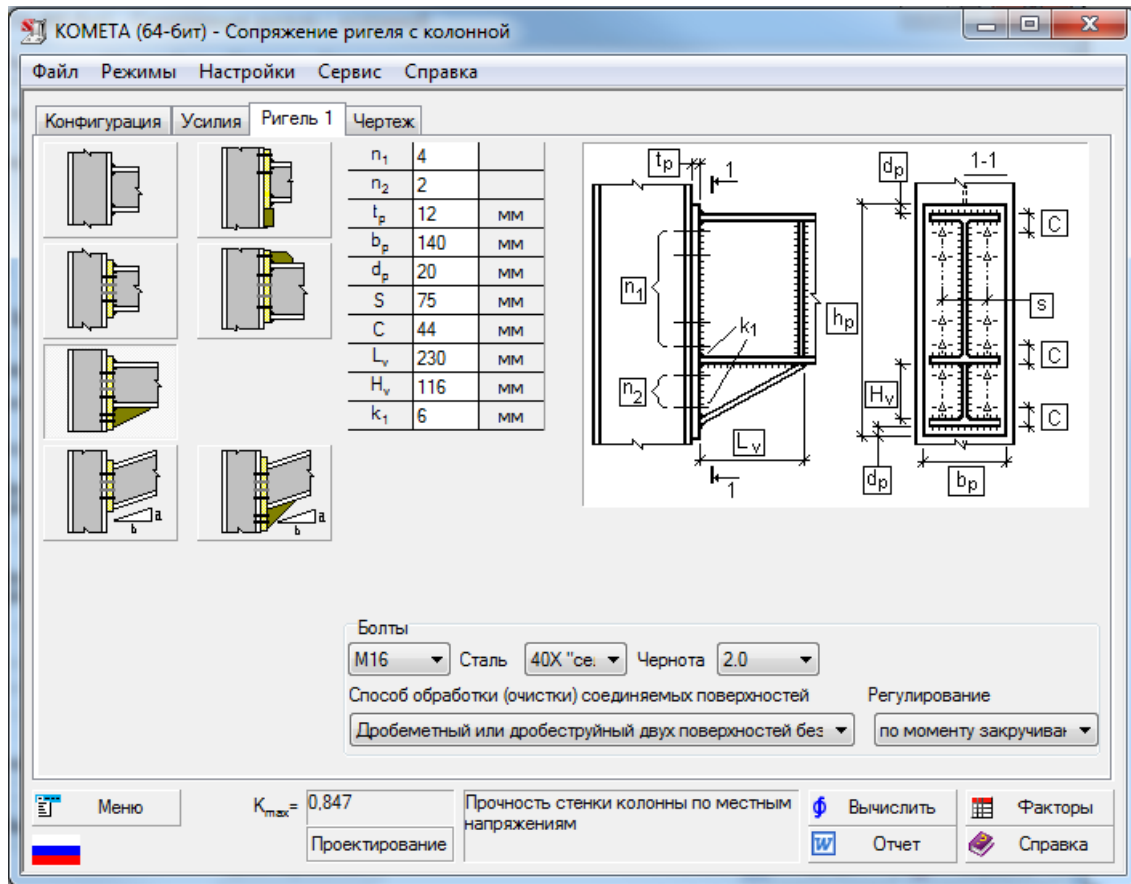 КОМЕТА (64-бит) - Сопряжение ригеля с колонной
Файл Режимы Настройки Сервис Справка
Конфигурация Усилия Ригель 1 Чертеж
n1 4
n2 2
tp 12 мм
bp 140 мм
dp 20 мм
S 75 мм
C 44 мм
Lv 230 мм
Hv 116 мм
k1 6 мм
a
b
a
b
tp
1
dp
1-1
C
n1
k1
hp
s
C
n2
Hv
C
Lv
1
dp
bp
Болты
М16 Сталь 40Х "се. Чернота 2.0
Способ обработки (очистки) соединяемых поверхностей Регулирование
Дробеметный или дробеструйный двух поверхностей без по моменту закручиван
Меню
Kmax= 0,847
Проектирование
Прочность стенки колонны по местным
напряжениям
Вычислить
Факторы
W Отчет
Справка